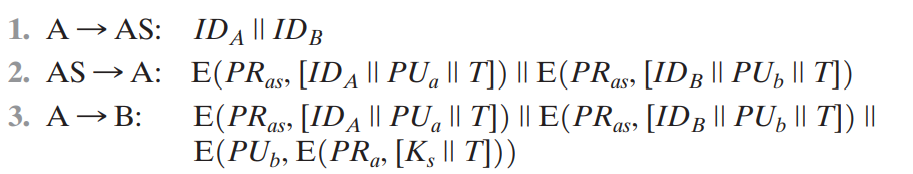 1. A → AS: ID_A || ID_B
2. AS → A: E(PR_as, [ID_A || PU_a || T]) || E(PR_as, [ID_B || PU_b || T])
3. A → B: E(PR_as, [ID_A || PU_a || T]) || E(PR_as, [ID_B || PU_b || T]) ||
E(PU_b, E(PR_a, [K_s || T]))